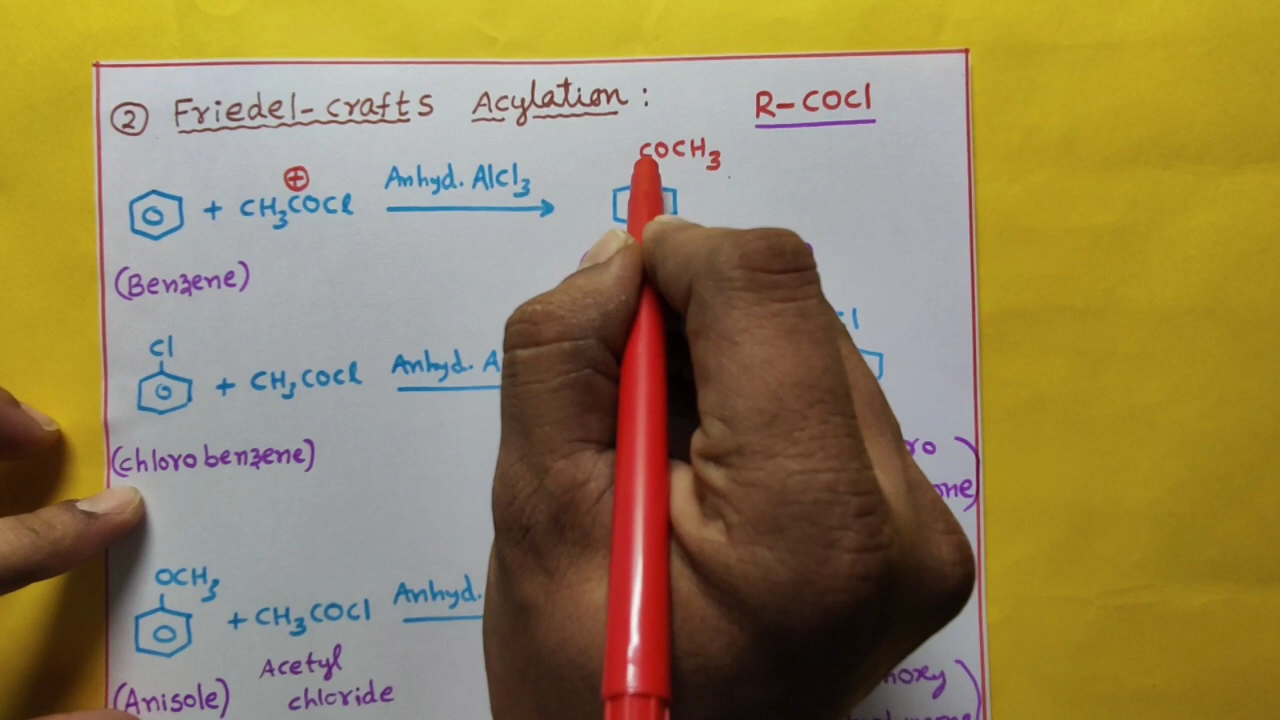 ② Friedel-crafts Acylation : R-COCl
COCH3
⊕
+ CH3COCl Anhyd. AlCl3
(Benzene)
Cl
+ CH3COCl Anhyd. A
(chlorobenzene)
OCH3
+ CH3COCl Anhyd.
Acetyl
(Anisole) chloride